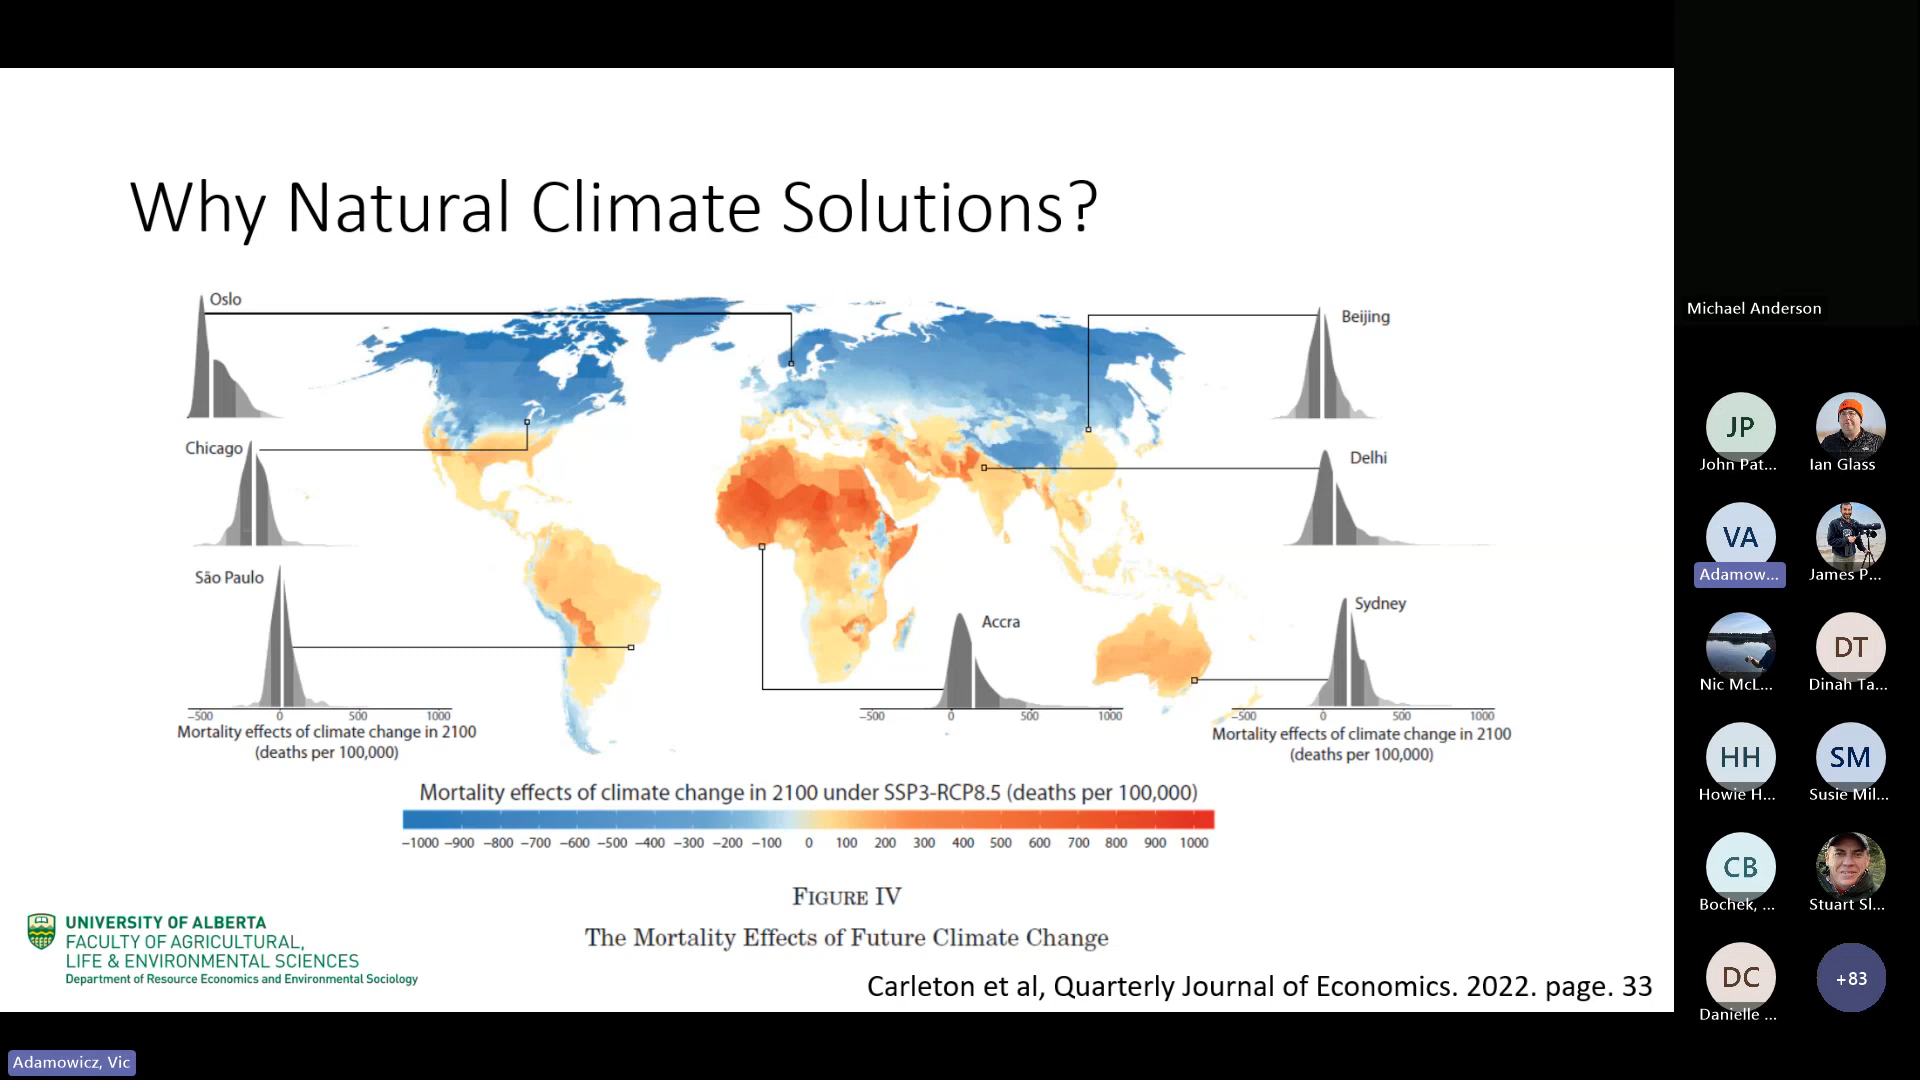 Why Natural Climate Solutions?
Oslo
Chicago
São Paulo
Beijing
Delhi
Accra
Sydney
−500 0 500 1000
Mortality effects of climate change in 2100
(deaths per 100,000)
−500 0 500 1000
−500 0 500 1000
Mortality effects of climate change in 2100
(deaths per 100,000)
Mortality effects of climate change in 2100 under SSP3-RCP8.5 (deaths per 100,000)
−1000 −900 −800 −700 −600 −500 −400 −300 −200 −100 0 100 200 300 400 500 600 700 800 900 1000
FIGURE IV
The Mortality Effects of Future Climate Change
UNIVERSITY OF ALBERTA
FACULTY OF AGRICULTURAL,
LIFE & ENVIRONMENTAL SCIENCES
Department of Resource Economics and Environmental Sociology
Carleton et al, Quarterly Journal of Economics. 2022. page. 33
Adamowicz, Vic
Michael Anderson
JP
John Pat...
Ian Glass
VA
Adamow...
James P...
Nic McL...
DT
Dinah Ta...
HH
Howie H...
SM
Susie Mil...
CB
Bochek, ...
Stuart Sl...
DC
Danielle ...
+83